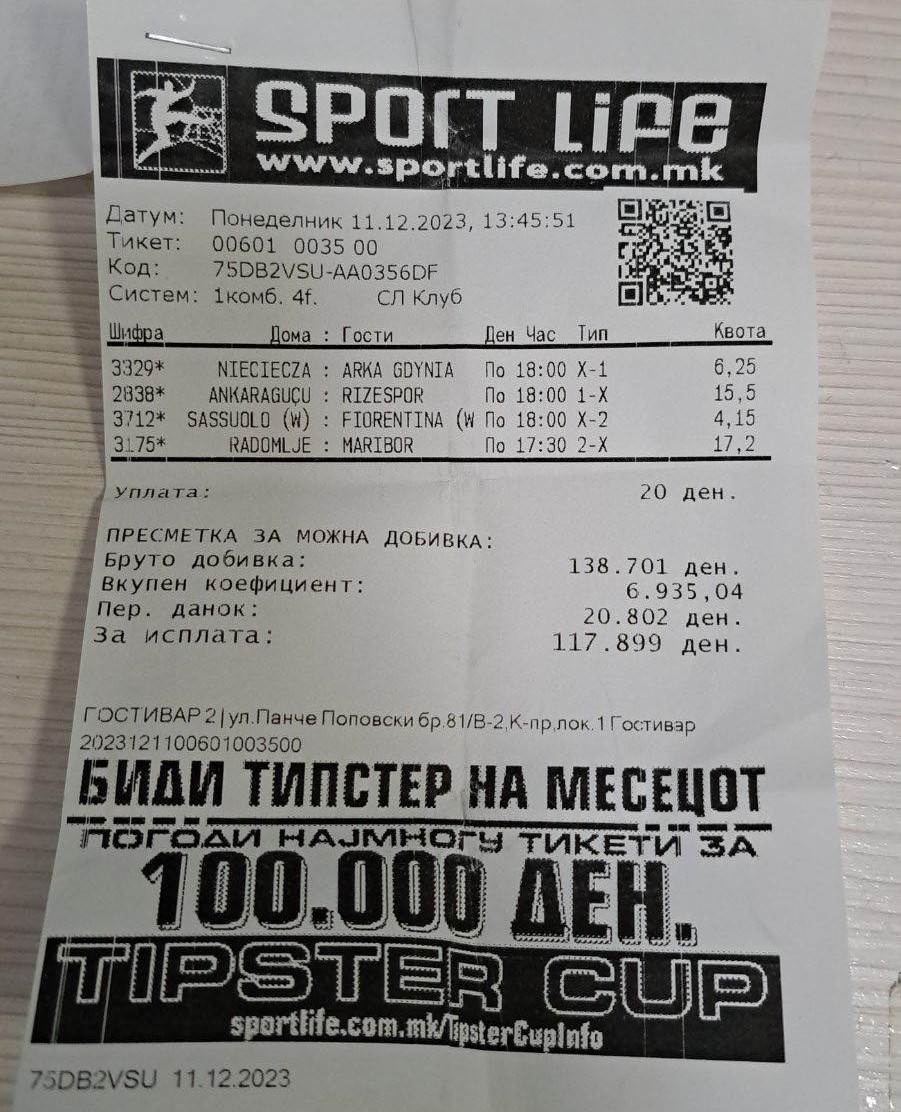 SPORT LIFE
www.sportlife.com.mk
Датум: Понеделник 11.12.2023, 13:45:51
Тикет: 00601 0035 00
Код: 75DB2VSU-AA0356DF
Систем: 1комб. 4f. СЛ Клуб
Шифра Дома : Гости Ден Час Тип Квота
3329* NIECIECZA : ARKA GDYNIA По 18:00 X-1 6,25
2838* ANKARAGUÇU : RIZESPOR По 18:00 1-X 15,5
3712* SASSUOLO (W) : FIORENTINA (W По 18:00 X-2 4,15
3175* RADOMLJE : MARIBOR По 17:30 2-X 17,2
Уплата: 20 ден.
ПРЕСМЕТКА ЗА МОЖНА ДОБИВКА:
Бруто добивка: 138.701 ден.
Вкупен коефициент: 6.935,04
Пер. данок: 20.802 ден.
За исплата: 117.899 ден.
ГОСТИВАР 2|ул.Панче Поповски бр.81/В-2,К-пр,лок.1 Гостивар
2023121100601003500
БИДИ ТИПСТЕР НА МЕСЕЦОТ
ПОГОДИ НАЈМНОГУ ТИКЕТИ ЗА
100.000 ДЕН.
TIPSTER CUP
sportlife.com.mk/TipsterCupInfo
75DB2VSU 11.12.2023